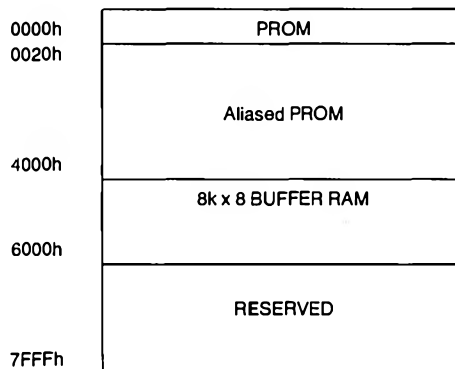 0000h PROM
0020h
Aliased PROM
4000h
8k x 8 BUFFER RAM
6000h
RESERVED
7FFFh